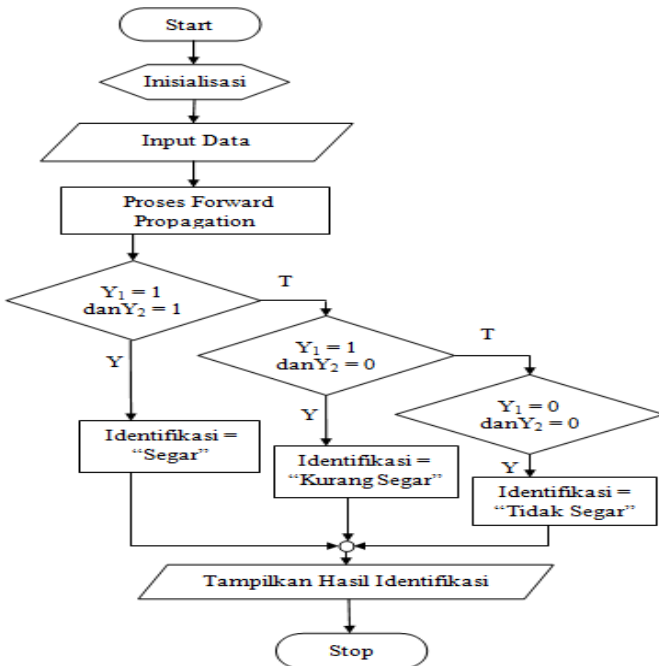 Start
Inisialisasi
Input Data
Proses Forward
Propagation
Y₁ = 1
danY₂ = 1
T
Y
Y₁ = 1
danY₂ = 0
T
Y
Y₁ = 0
danY₂ = 0
Y
Identifikasi =
“Segar”
Identifikasi =
“Kurang Segar”
Identifikasi =
“Tidak Segar”
Tampilkan Hasil Identifikasi
Stop